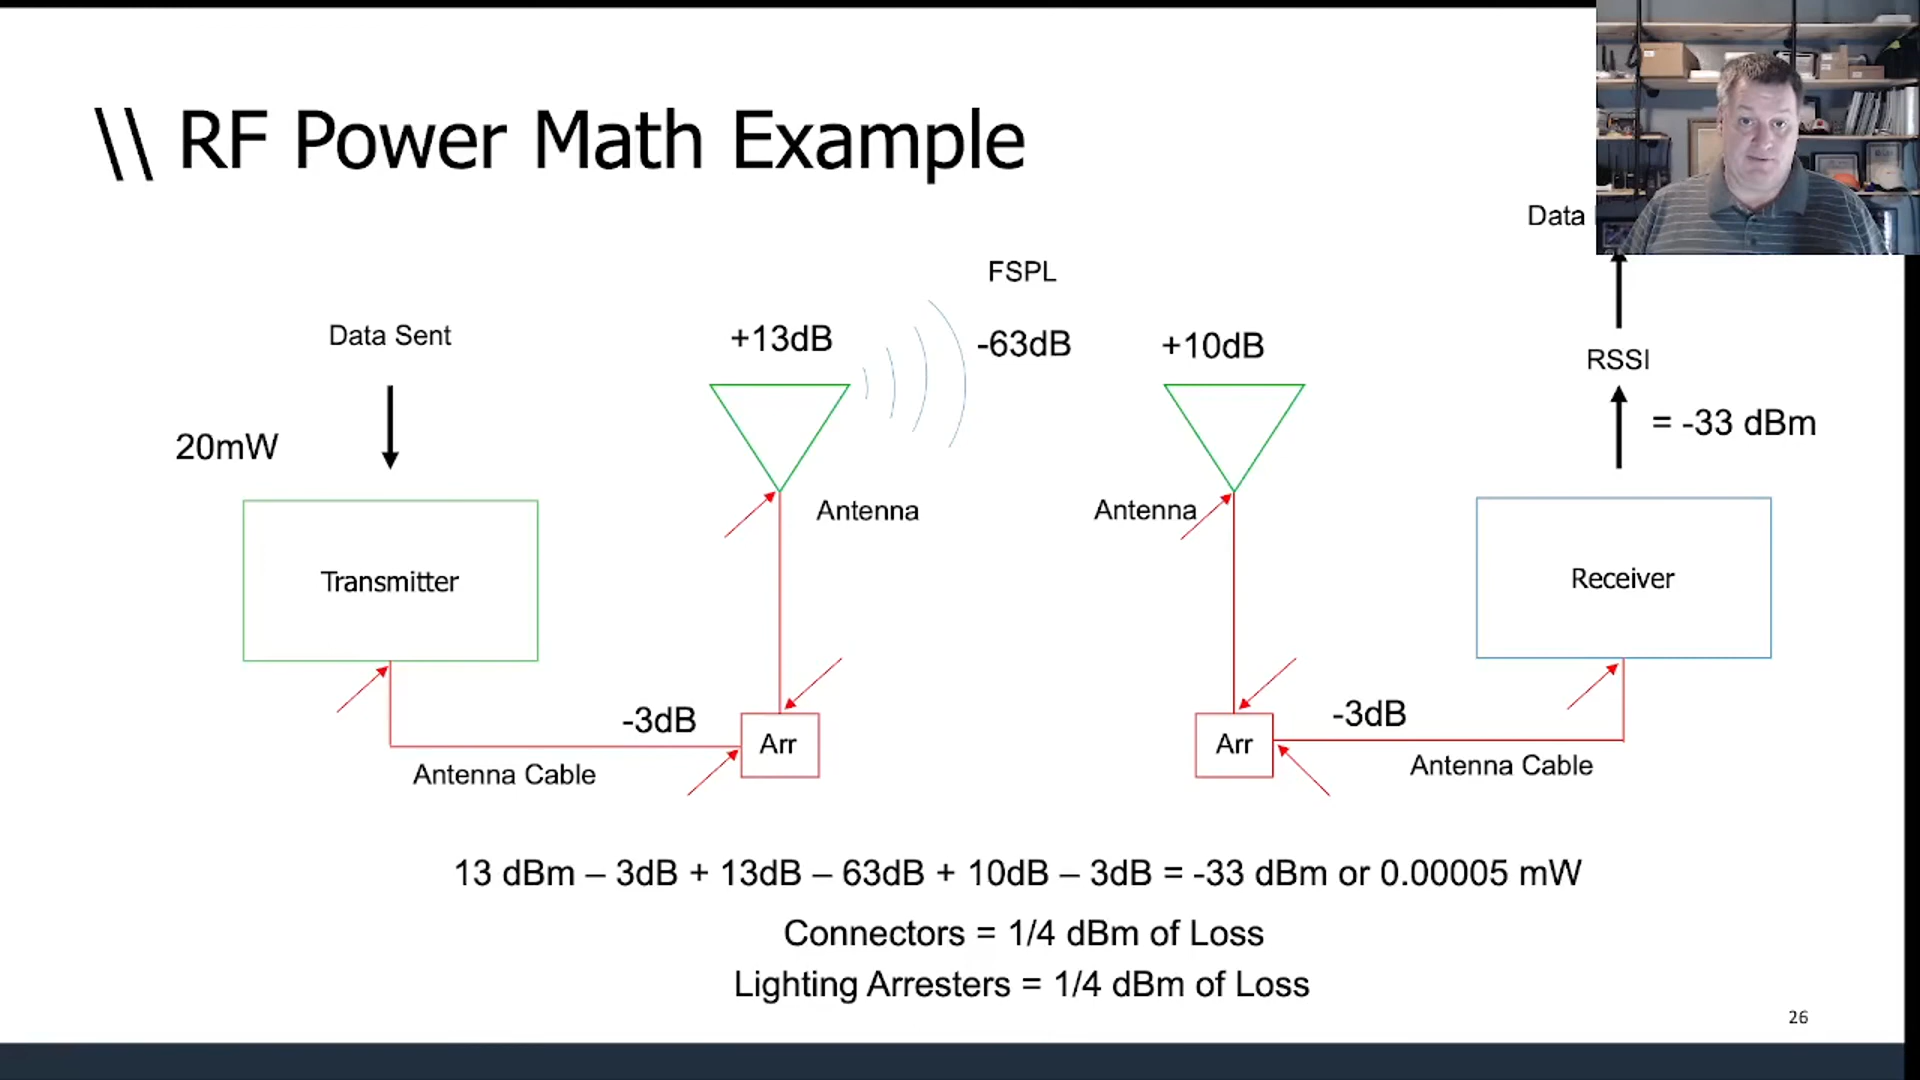 \\ RF Power Math Example
Data
FSPL
Data Sent
+13dB
-63dB
+10dB
RSSI
20mW
= -33 dBm
Antenna
Antenna
Transmitter
Receiver
-3dB
Arr
Arr
-3dB
Antenna Cable
Antenna Cable
13 dBm – 3dB + 13dB – 63dB + 10dB – 3dB = -33 dBm or 0.00005 mW
Connectors = 1/4 dBm of Loss
Lighting Arresters = 1/4 dBm of Loss
26